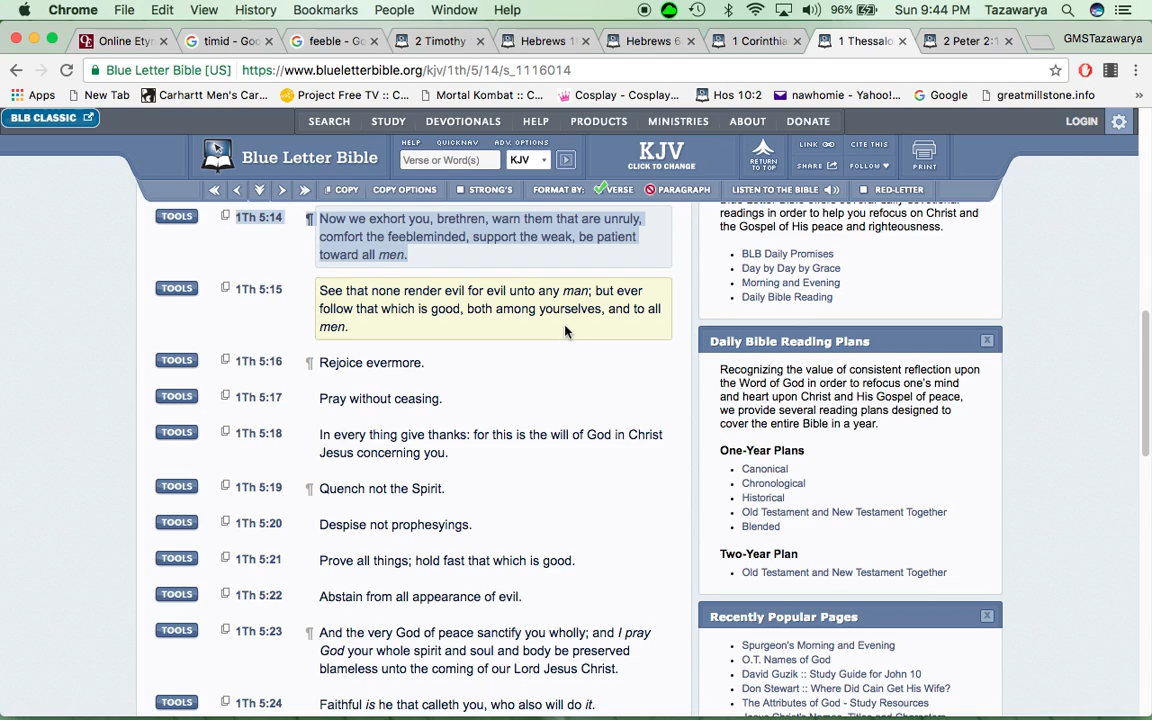 Chrome File Edit View History Bookmarks People Window Help 96% Sun 9:44 PM Tazawarya
Online Ety timid - Goo feeble - Go 2 Timothy Hebrews 1 Hebrews 6 1 Corinthia 1 Thessalo 2 Peter 2:1 GMSTazawarya
Blue Letter Bible [US] https://www.blueletterbible.org/kjv/1th/5/14/s_1116014
Apps New Tab Carhartt Men's Car... Project Free TV :: C... Mortal Kombat :: C... Cosplay - Cosplay... Hos 10:2 nawhomie - Yahoo!... Google greatmillstone.info »
BLB CLASSIC SEARCH STUDY DEVOTIONALS HELP PRODUCTS MINISTRIES ABOUT DONATE LOGIN
HELP QUICKNAV ADV. OPTIONS
Blue Letter Bible Verse or Word(s) KJV KJV CLICK TO CHANGE RETURN TO TOP LINK CITE THIS SHARE FOLLOW PRINT
COPY COPY OPTIONS STRONG'S FORMAT BY: VERSE PARAGRAPH LISTEN TO THE BIBLE RED-LETTER
TOOLS 1Th 5:14 ¶ Now we exhort you, brethren, warn them that are unruly,
comfort the feebleminded, support the weak, be patient
toward all men.
TOOLS 1Th 5:15 See that none render evil for evil unto any man; but ever
follow that which is good, both among yourselves, and to all
men.
TOOLS 1Th 5:16 ¶ Rejoice evermore.
TOOLS 1Th 5:17 ¶ Pray without ceasing.
TOOLS 1Th 5:18 In every thing give thanks: for this is the will of God in Christ
Jesus concerning you.
TOOLS 1Th 5:19 ¶ Quench not the Spirit.
TOOLS 1Th 5:20 Despise not prophesyings.
TOOLS 1Th 5:21 Prove all things; hold fast that which is good.
TOOLS 1Th 5:22 Abstain from all appearance of evil.
TOOLS 1Th 5:23 ¶ And the very God of peace sanctify you wholly; and I pray
God your whole spirit and soul and body be preserved
blameless unto the coming of our Lord Jesus Christ.
TOOLS 1Th 5:24 Faithful is he that calleth you, who also will do it.
Blue Letter Bible offers several daily devotional
readings in order to help you refocus on Christ and
the Gospel of His peace and righteousness.
BLB Daily Promises
Day by Day by Grace
Morning and Evening
Daily Bible Reading
Daily Bible Reading Plans
Recognizing the value of consistent reflection upon
the Word of God in order to refocus one's mind
and heart upon Christ and His Gospel of peace,
we provide several reading plans designed to
cover the entire Bible in a year.
One-Year Plans
Canonical
Chronological
Historical
Old Testament and New Testament Together
Blended
Two-Year Plan
Old Testament and New Testament Together
Recently Popular Pages
Spurgeon's Morning and Evening
O.T. Names of God
David Guzik :: Study Guide for John 10
Don Stewart :: Where Did Cain Get His Wife?
The Attributes of God - Study Resources
Jesus Christ's Names, Titles and Characters